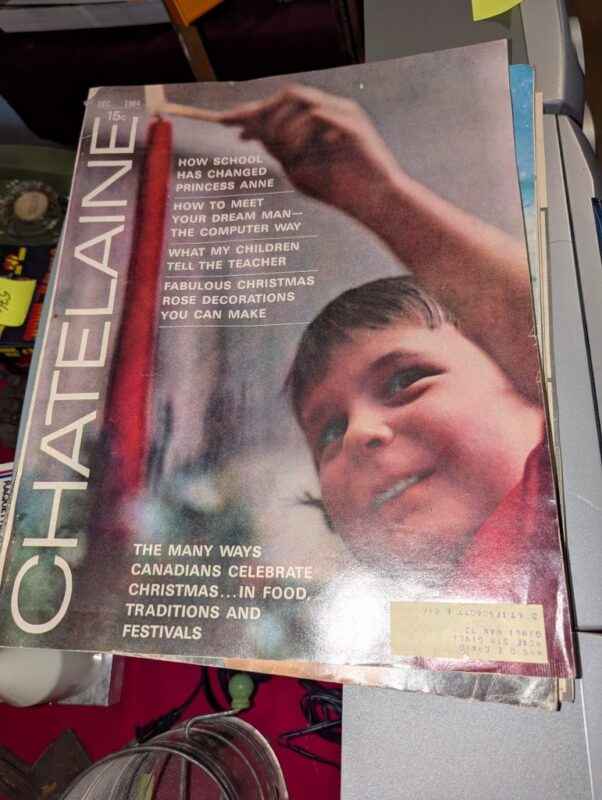 DEC. 1964
15c
CHATELAINE
HOW SCHOOL
HAS CHANGED
PRINCESS ANNE
HOW TO MEET
YOUR DREAM MAN—
THE COMPUTER WAY
WHAT MY CHILDREN
TELL THE TEACHER
FABULOUS CHRISTMAS
ROSE DECORATIONS
YOU CAN MAKE
THE MANY WAYS
CANADIANS CELEBRATE
CHRISTMAS...IN FOOD,
TRADITIONS AND
FESTIVALS